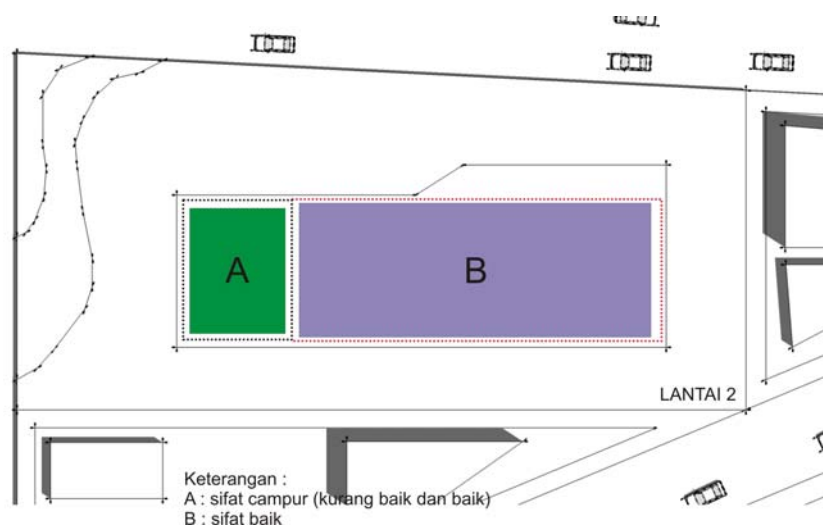 A
B
LANTAI 2
Keterangan :
A : sifat campur (kurang baik dan baik)
B : sifat baik